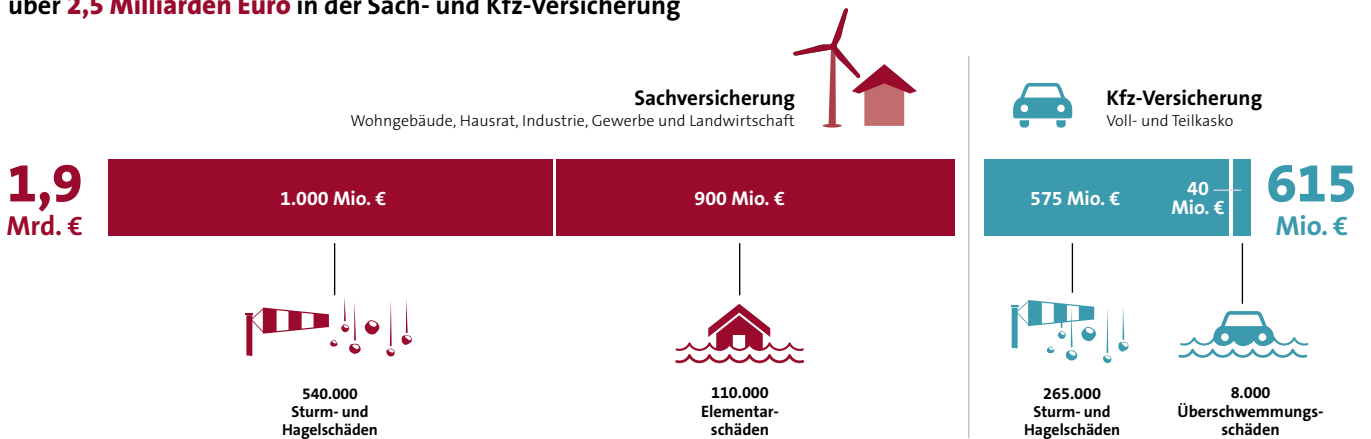 über 2,5 Milliarden Euro in der Sach- und Kfz-Versicherung
Sachversicherung
Wohngebäude, Hausrat, Industrie, Gewerbe und Landwirtschaft
Kfz-Versicherung
Voll- und Teilkasko
1,9
Mrd. €
1.000 Mio. €
900 Mio. €
575 Mio. €
40
Mio. €
615
Mio. €
540.000
Sturm- und
Hagelschäden
110.000
Elementar-
schäden
265.000
Sturm- und
Hagelschäden
8.000
Überschwemmungs-
schäden